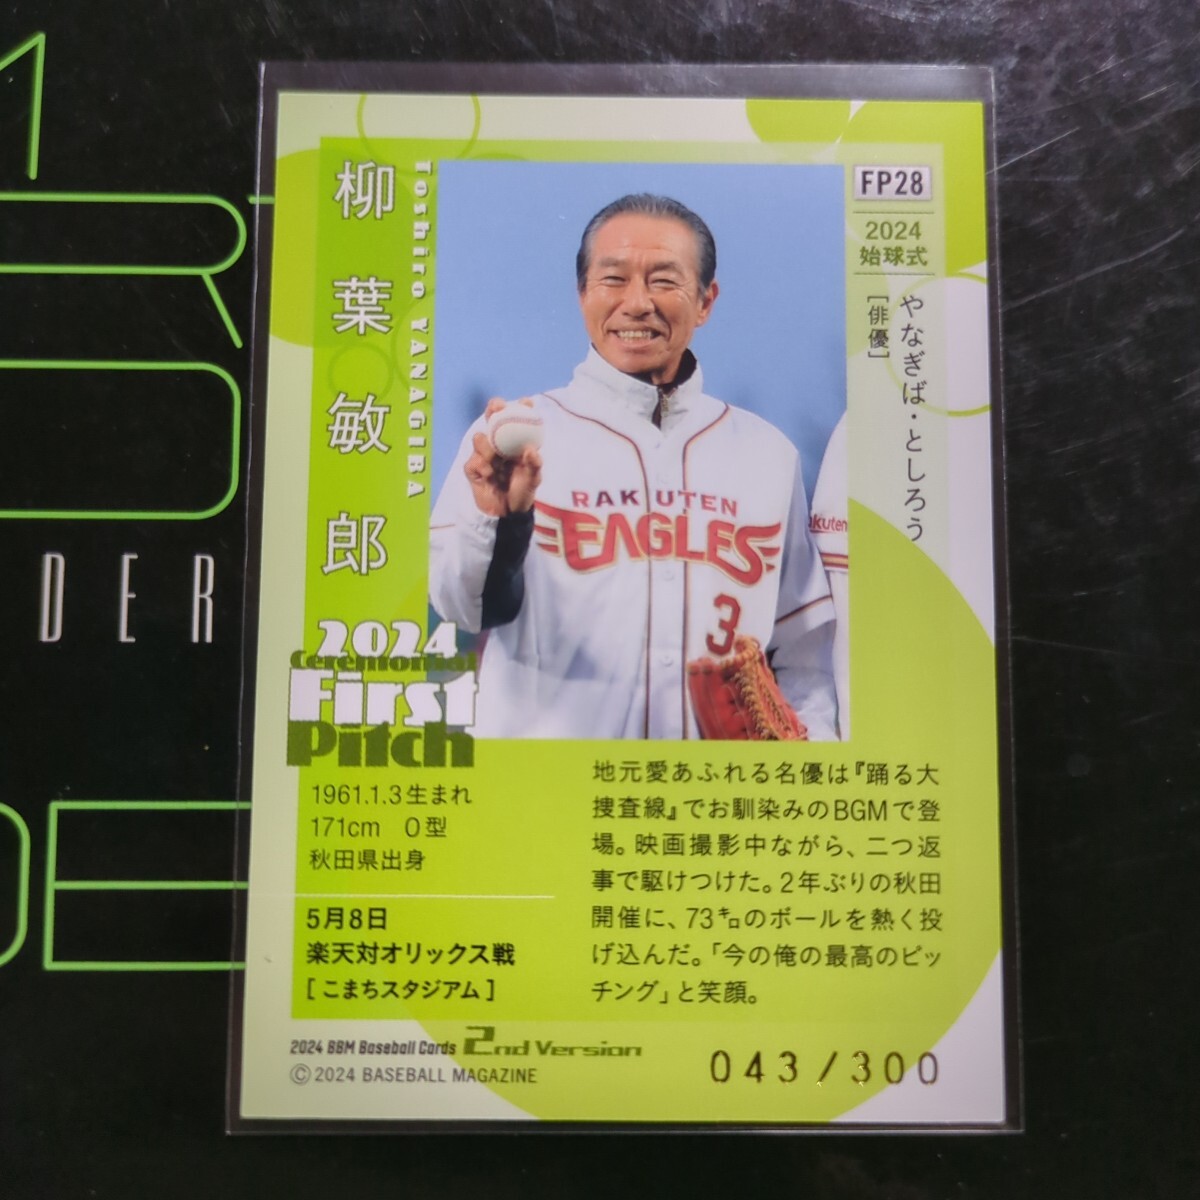 柳葉敏郎
Toshiro YANAGIBA
FP28
2024
始球式
やなぎば・としろう
[俳優]
RAKUTEN
EAGLES
3
2024
Ceremonial
First
Pitch
1961.1.3生まれ
171cm O型
秋田県出身
5月8日
楽天対オリックス戦
[こまちスタジアム]
地元愛あふれる名優は『踊る大
捜査線』でお馴染みのBGMで登
場。映画撮影中ながら、二つ返
事で駆けつけた。2年ぶりの秋田
開催に、73㌔のボールを熱く投
げ込んだ。「今の俺の最高のピッ
チング」と笑顔。
2024 BBM Baseball Cards 2nd Version
©2024 BASEBALL MAGAZINE
043/300
DER